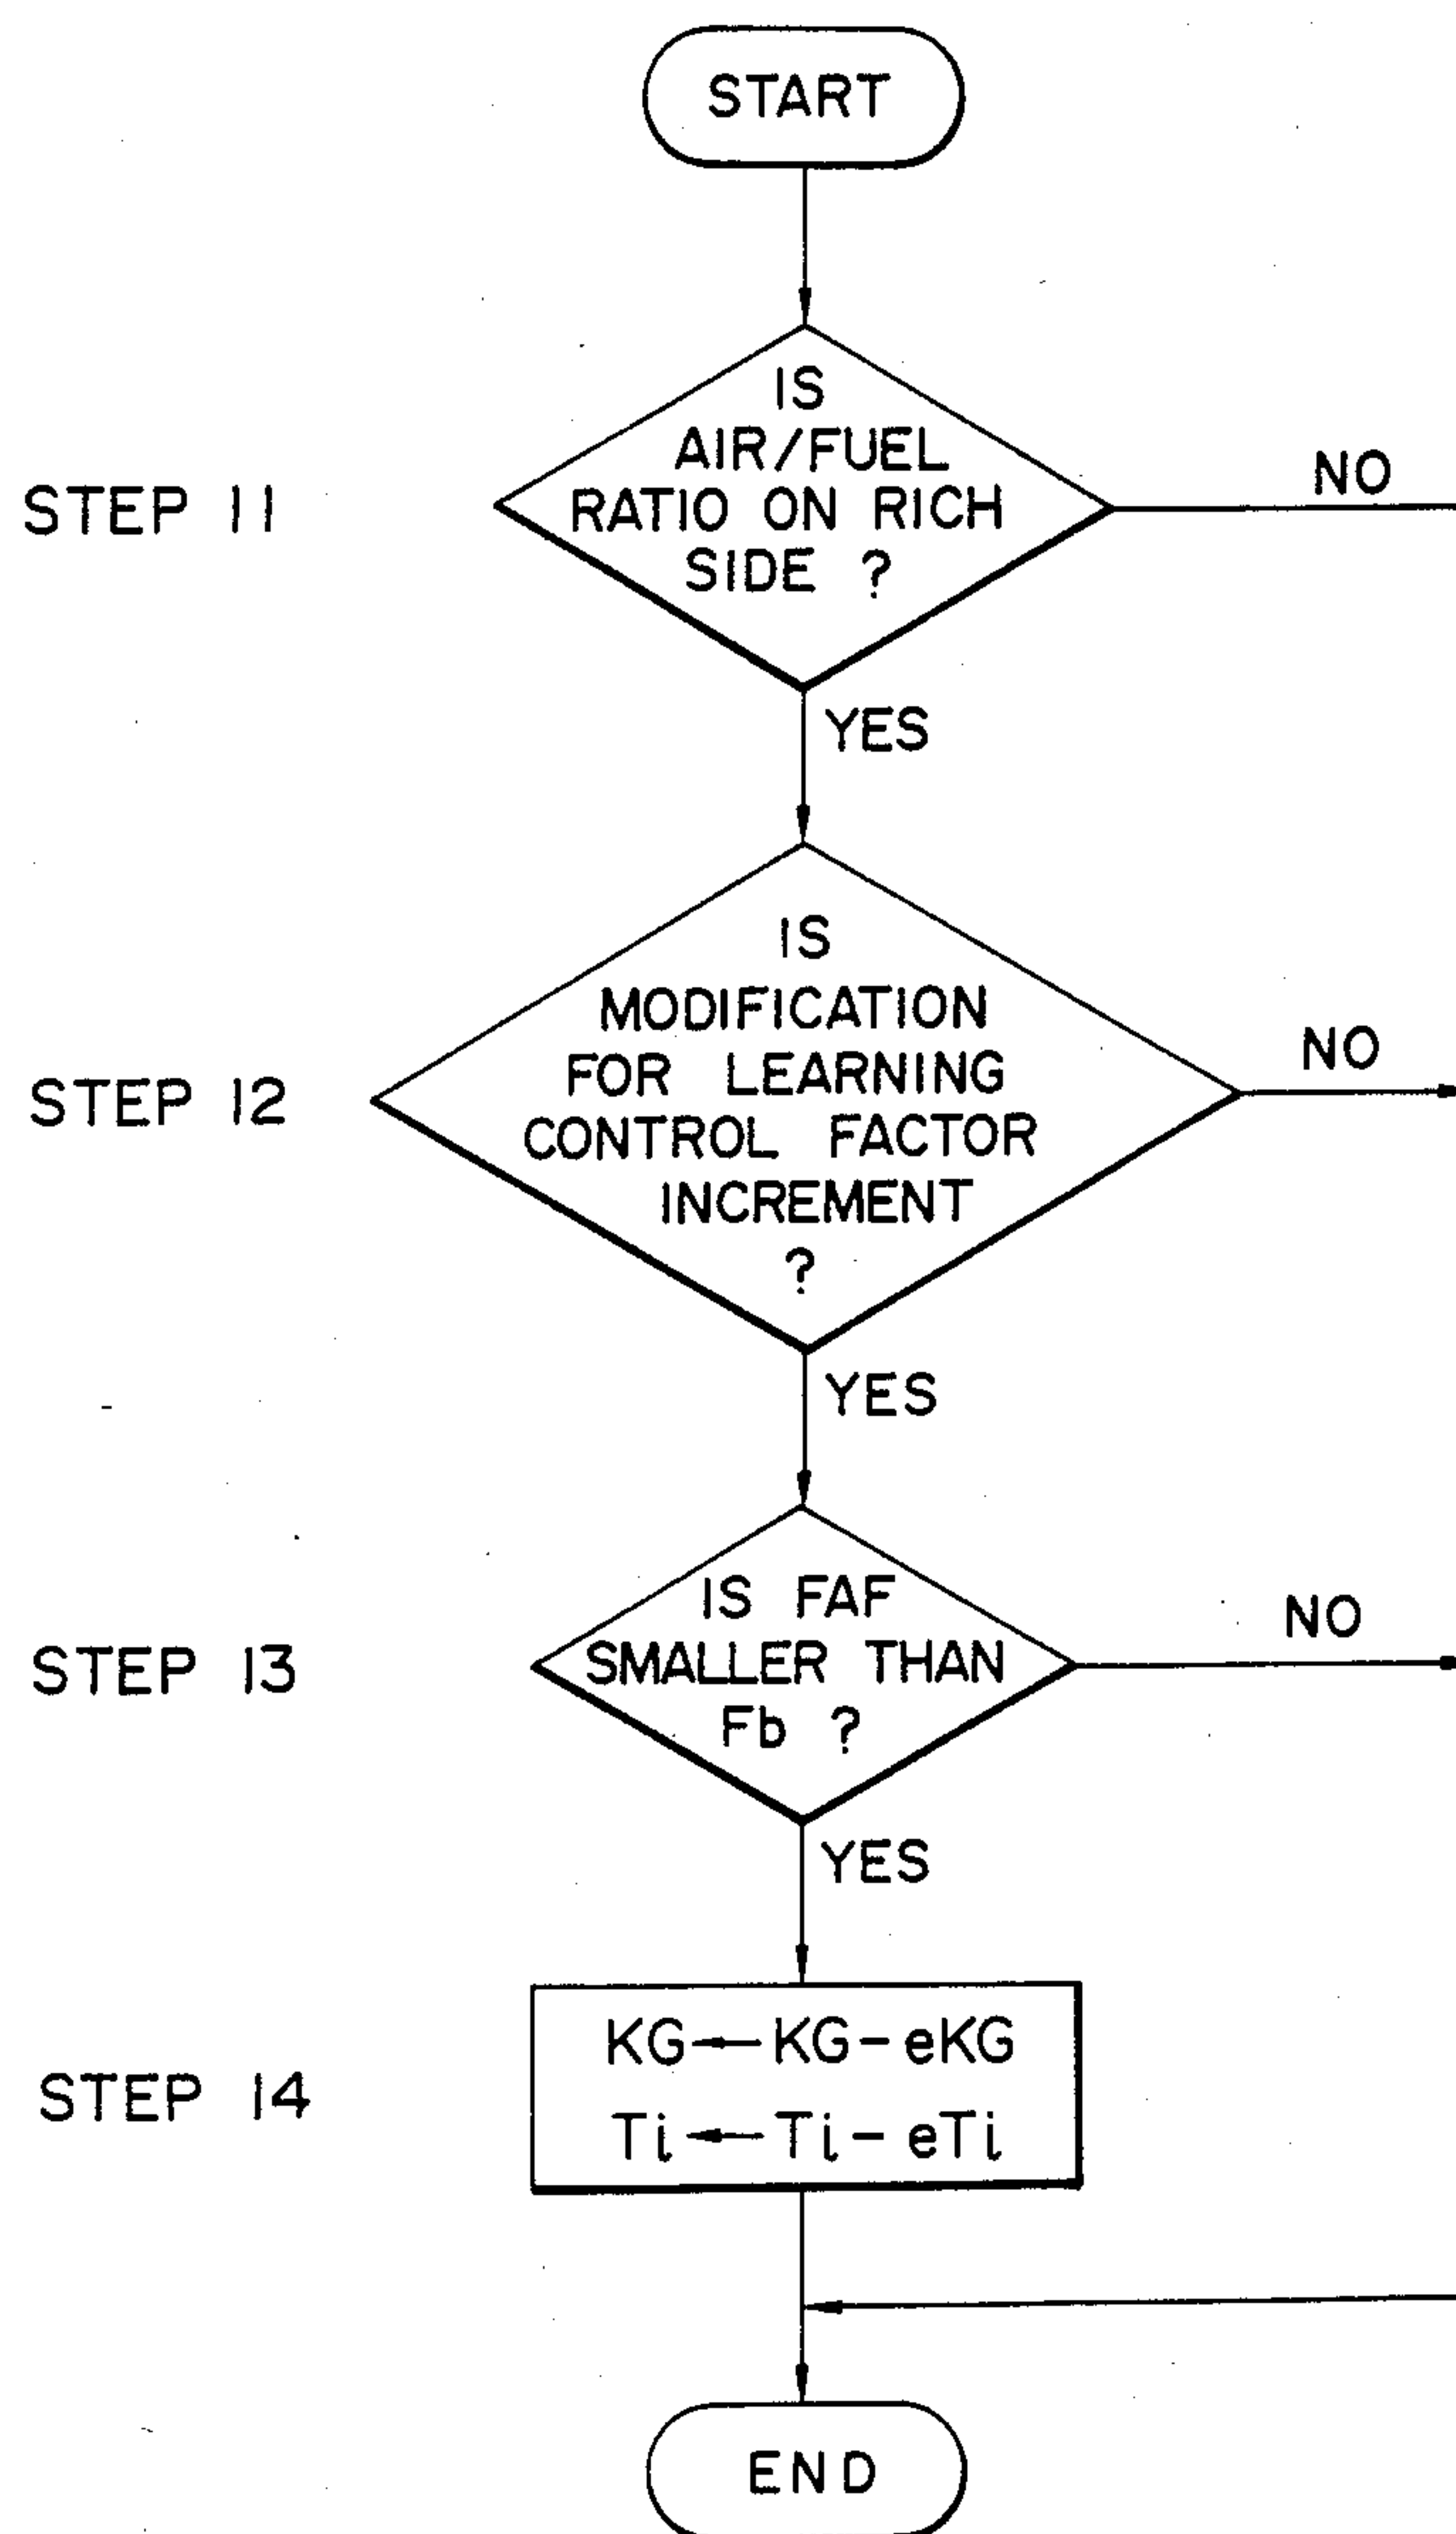 START
IS
AIR/FUEL
RATIO ON RICH
SIDE ?
NO
STEP 11
YES
IS
MODIFICATION
FOR LEARNING
CONTROL FACTOR
INCREMENT
?
NO
STEP 12
YES
IS FAF
SMALLER THAN
Fb ?
NO
STEP 13
YES
KG←KG-eKG
Ti←Ti-eTi
STEP 14
END